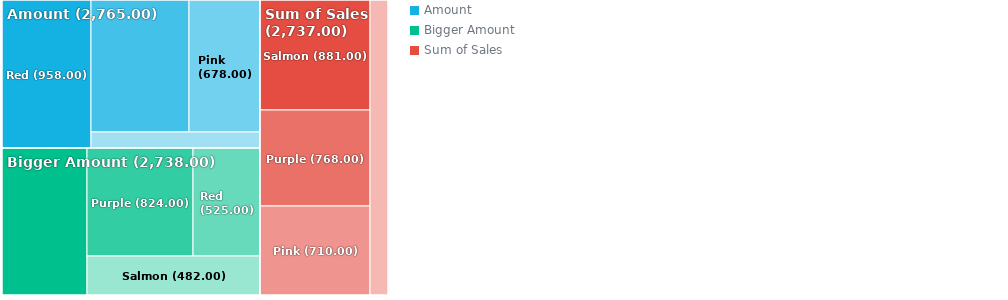 Amount (2,765.00)
Red (958.00)
Pink
(678.00)
Bigger Amount (2,738.00)
Purple (824.00)
Red
(525.00)
Salmon (482.00)
Sum of Sales
(2,737.00)
Salmon (881.00)
Purple (768.00)
Pink (710.00)
Amount
Bigger Amount
Sum of Sales